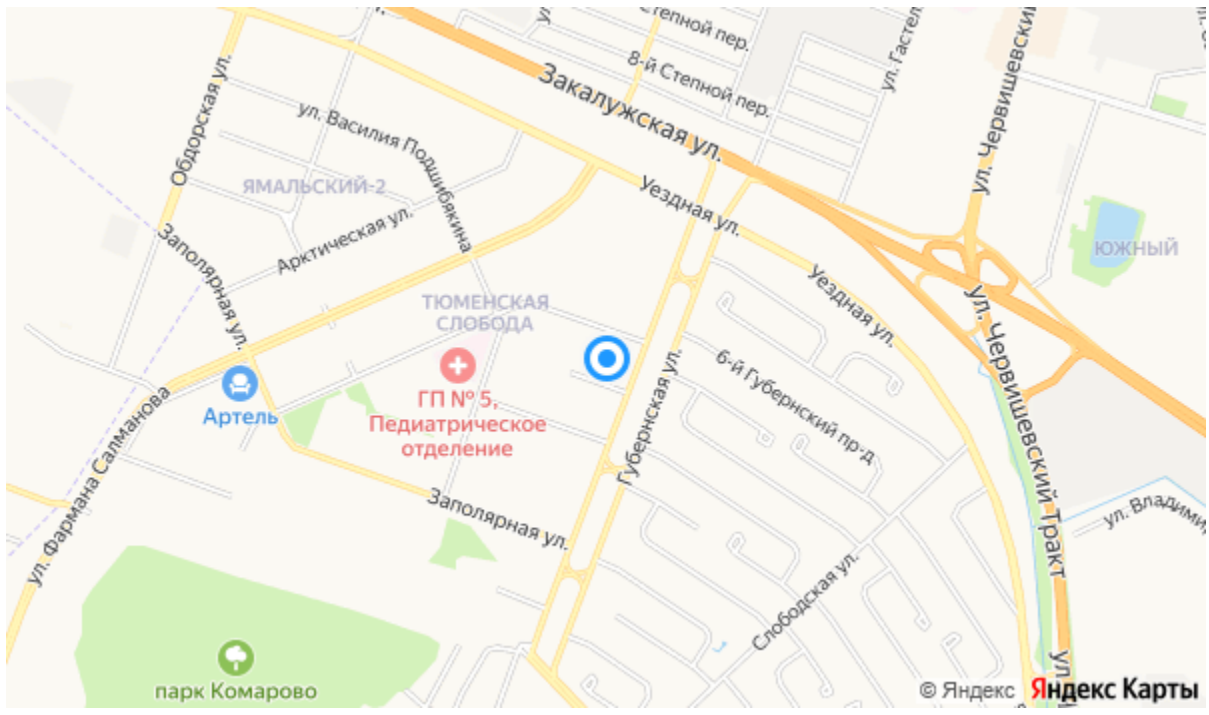 Степной пер.
8-й Степной пер.
ул. Гастел
ул. Червишевский
Закалужская ул.
Обдорская ул.
ул. Василия Подшибякина
ЯМАЛЬСКИЙ-2
Арктическая ул.
Заполярная ул.
Уездная ул.
Уездная ул.
ЮЖНЫЙ
ТЮМЕНСКАЯ
СЛОБОДА
ул. Червишевский Тракт
6-й Губернский пр-д
Губернская ул.
Артель
ГП № 5,
Педиатрическое
отделение
ул. Фармана Салманова
Заполярная ул.
ул. Владими
Слободская ул.
парк Комарово
ул.
© Яндекс Яндекс Карты